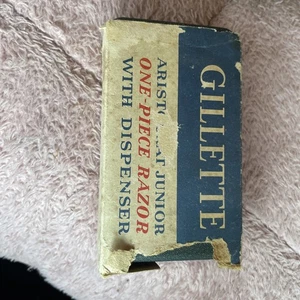 GILLETTE
JUNIOR
ONE-PIECE RAZOR
WITH DISPENSER